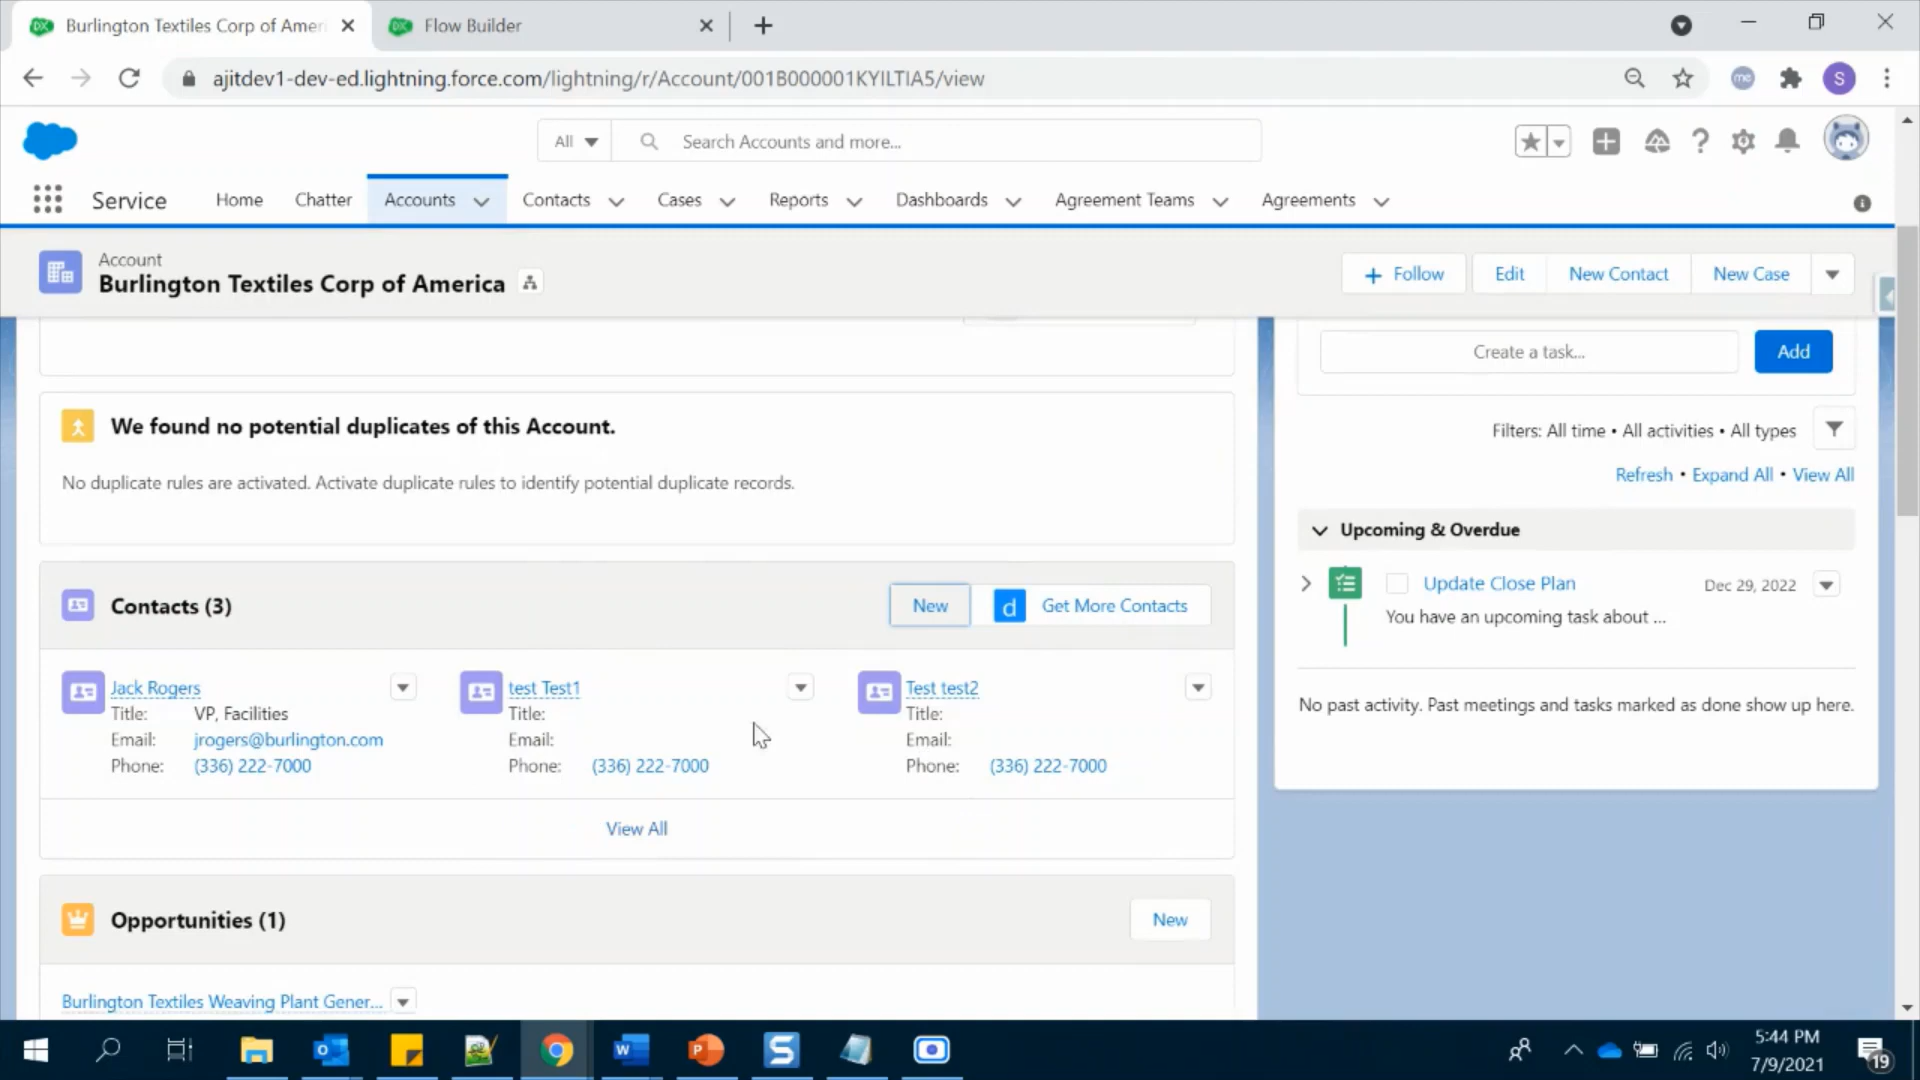 Burlington Textiles Corp of Amer
Flow Builder
ajitdev1-dev-ed.lightning.force.com/lightning/r/Account/001B000001KYILTIA5/view
me
S
All
Search Accounts and more...
Service
Home
Chatter
Accounts
Contacts
Cases
Reports
Dashboards
Agreement Teams
Agreements
Account
Burlington Textiles Corp of America
Follow
Edit
New Contact
New Case
Create a task...
Add
We found no potential duplicates of this Account.
No duplicate rules are activated. Activate duplicate rules to identify potential duplicate records.
Filters: All time • All activities • All types
Refresh • Expand All • View All
Upcoming & Overdue
Update Close Plan
Dec 29, 2022
You have an upcoming task about ...
No past activity. Past meetings and tasks marked as done show up here.
Contacts (3)
New
d
Get More Contacts
Jack Rogers
Title: VP, Facilities
Email: jrogers@burlington.com
Phone: (336) 222-7000
test Test1
Title:
Email:
Phone: (336) 222-7000
Test test2
Title:
Email:
Phone: (336) 222-7000
View All
Opportunities (1)
New
Burlington Textiles Weaving Plant Gener...
5:44 PM
7/9/2021
19